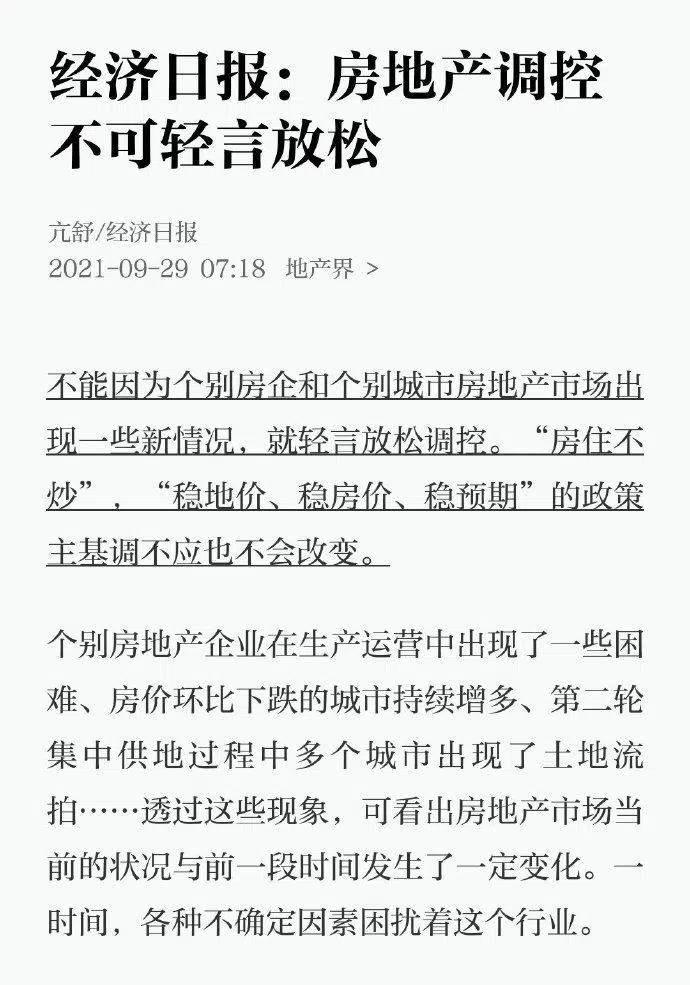 经济日报：房地产调控
不可轻言放松
亢舒/经济日报
2021-09-29 07:18 地产界 >
不能因为个别房企和个别城市房地产市场出
现一些新情况，就轻言放松调控。“房住不
炒”，“稳地价、稳房价、稳预期”的政策
主基调不应也不会改变。
个别房地产企业在生产运营中出现了一些困
难、房价环比下跌的城市持续增多、第二轮
集中供地过程中多个城市出现了土地流
拍……透过这些现象，可看出房地产市场当
前的状况与前一段时间发生了一定变化。一
时间，各种不确定因素困扰着这个行业。